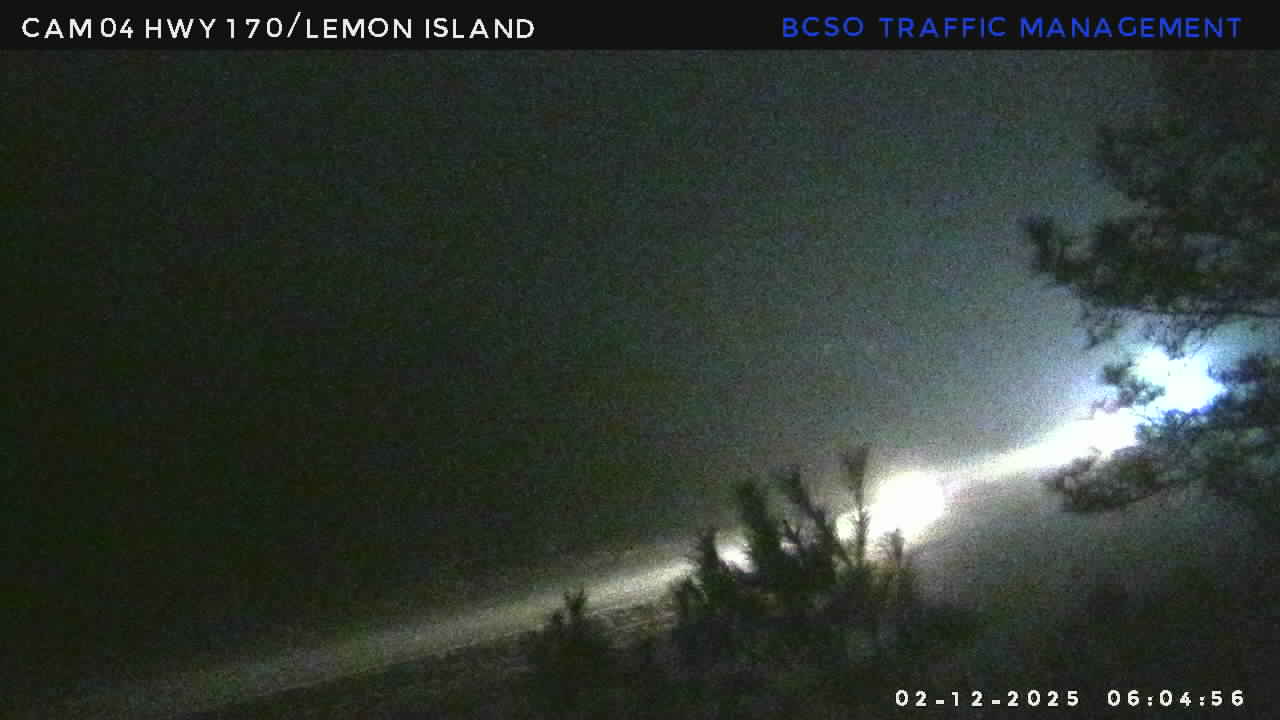 CAM04 HWY 170/LEMON ISLAND
BCSO TRAFFIC MANAGEMENT
02-12-2025 06:04:56